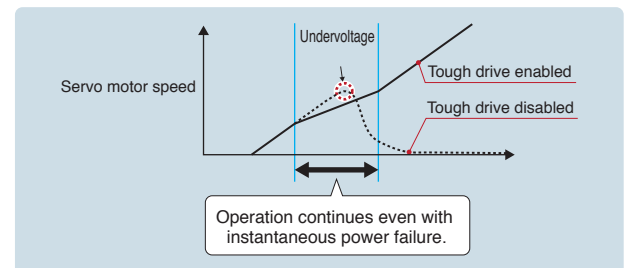 Undervoltage
Servo motor speed
Tough drive enabled
Tough drive disabled
Operation continues even with
instantaneous power failure.